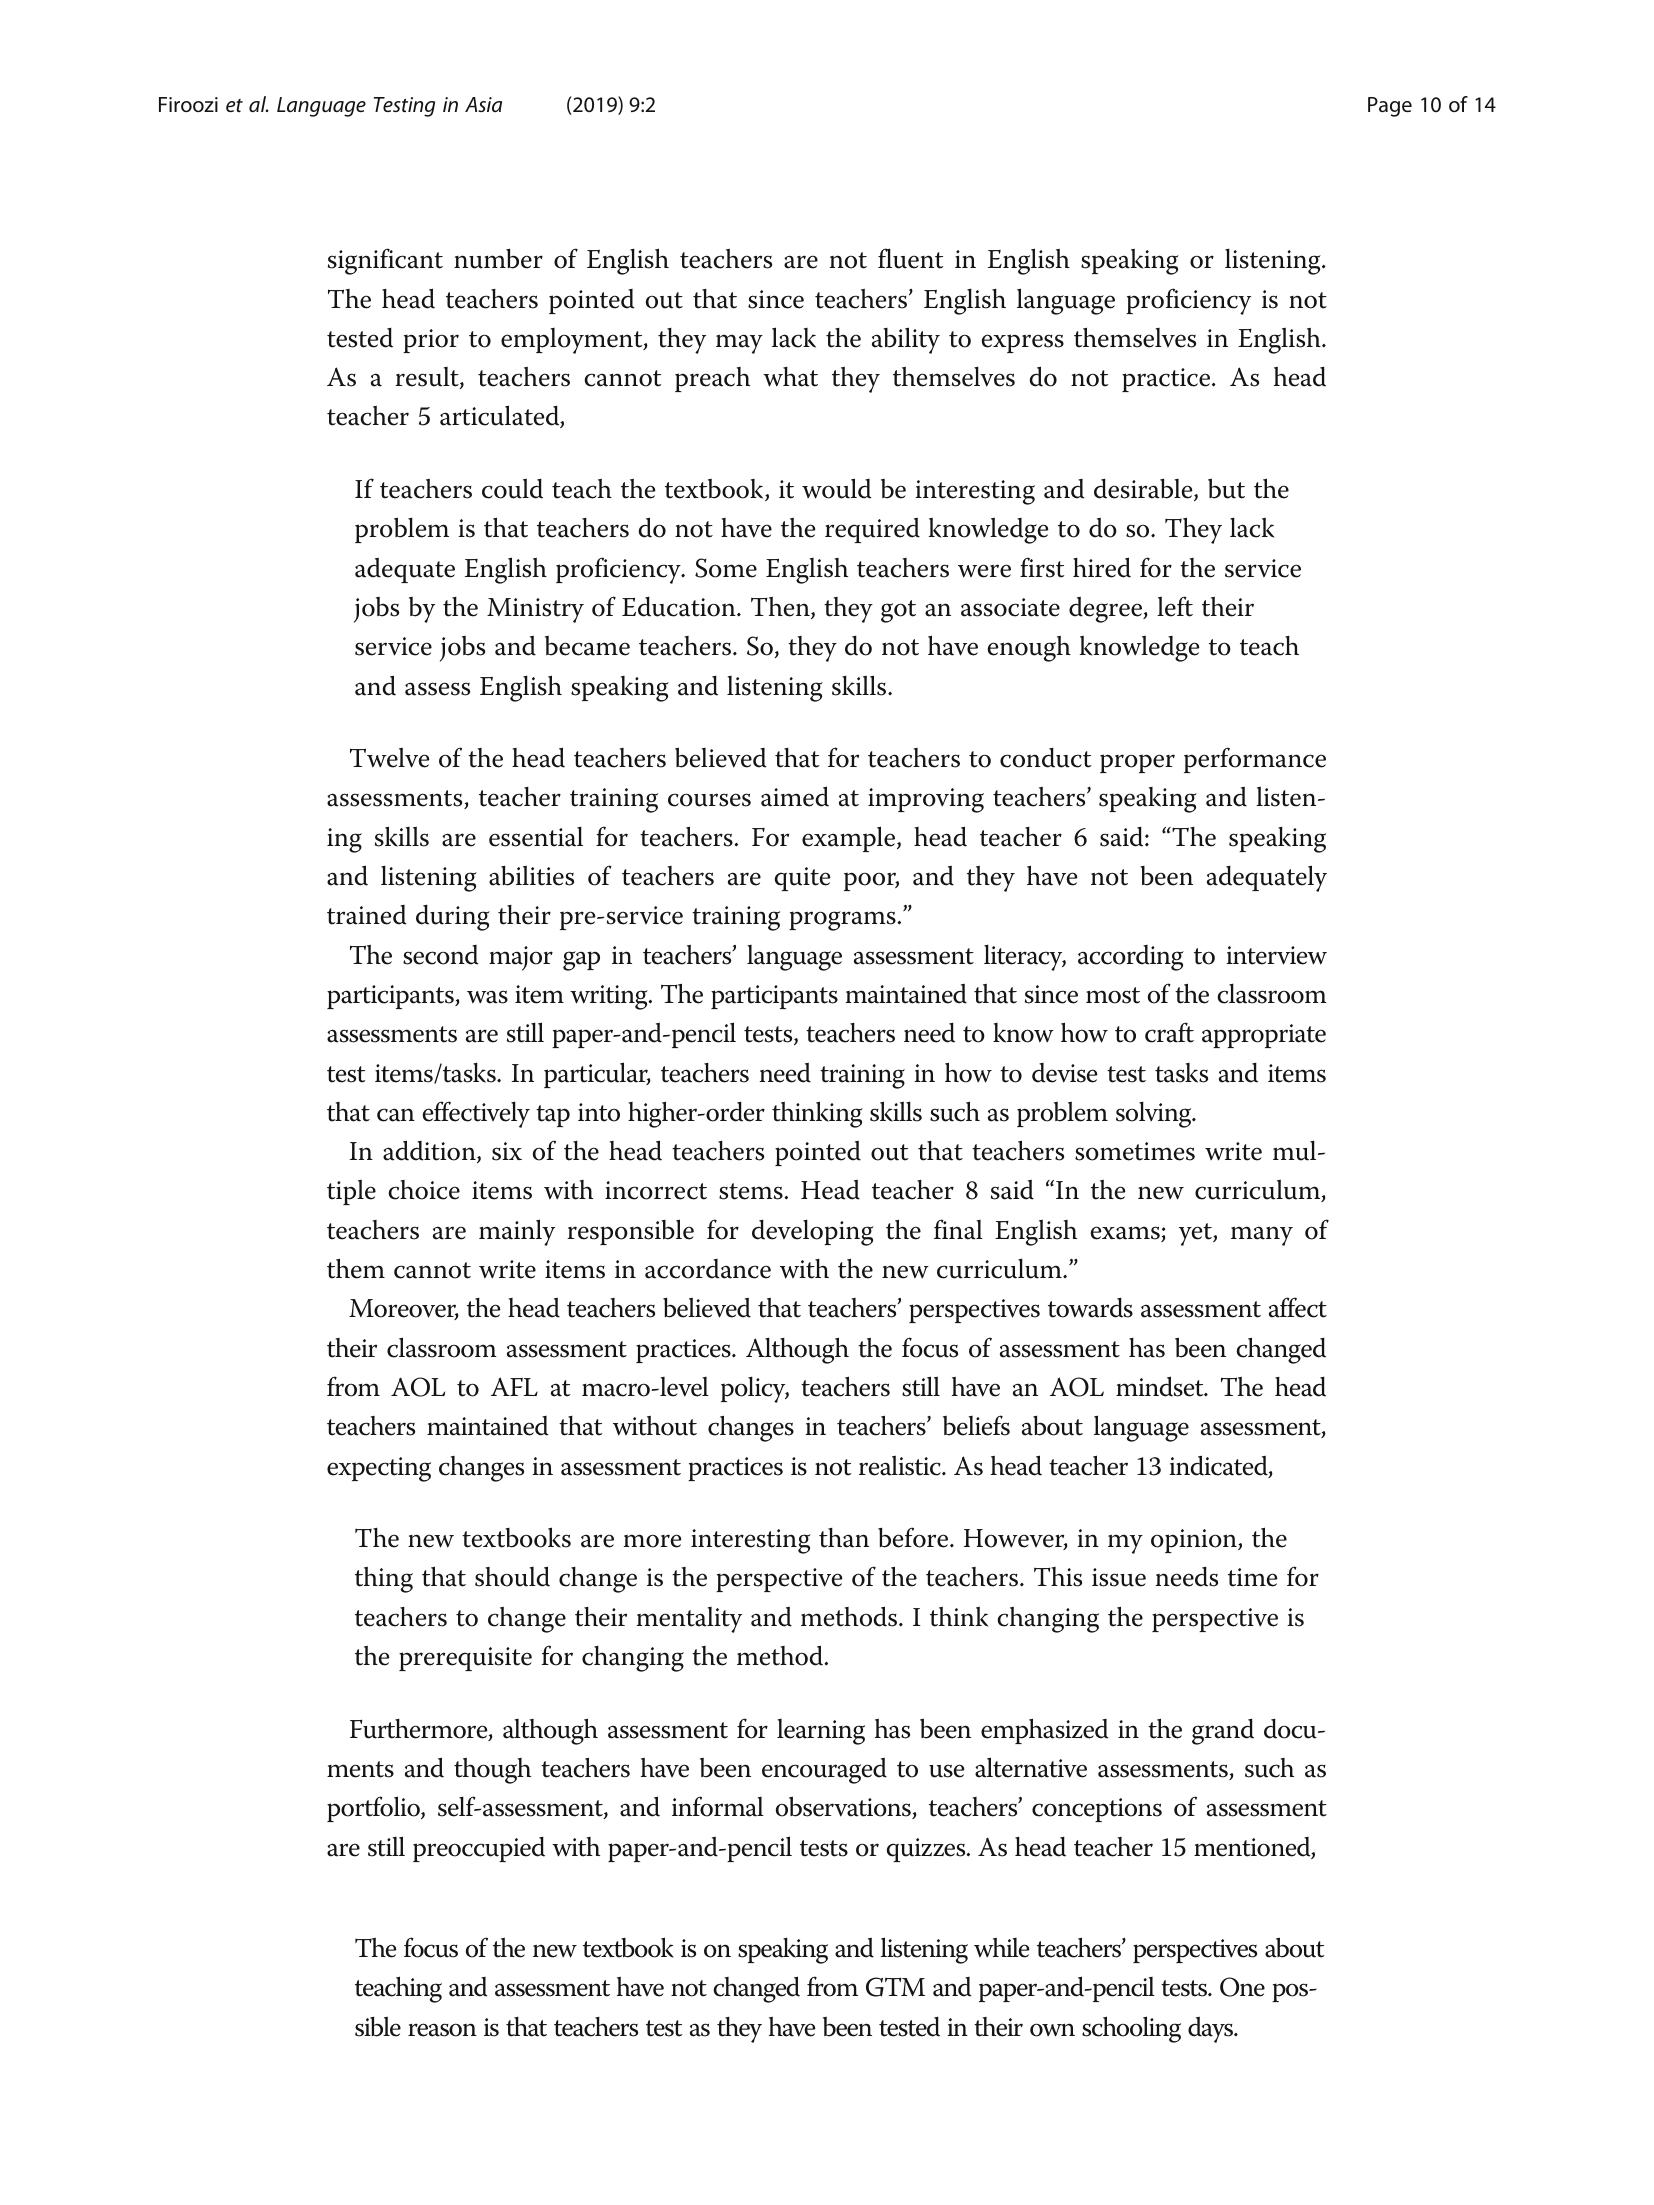 Firoozi et al. Language Testing in Asia (2019) 9:2 Page 10 of 14
significant number of English teachers are not fluent in English speaking or listening.
The head teachers pointed out that since teachers’ English language proficiency is not
tested prior to employment, they may lack the ability to express themselves in English.
As a result, teachers cannot preach what they themselves do not practice. As head
teacher 5 articulated,
If teachers could teach the textbook, it would be interesting and desirable, but the
problem is that teachers do not have the required knowledge to do so. They lack
adequate English proficiency. Some English teachers were first hired for the service
jobs by the Ministry of Education. Then, they got an associate degree, left their
service jobs and became teachers. So, they do not have enough knowledge to teach
and assess English speaking and listening skills.
Twelve of the head teachers believed that for teachers to conduct proper performance
assessments, teacher training courses aimed at improving teachers’ speaking and listen-
ing skills are essential for teachers. For example, head teacher 6 said: “The speaking
and listening abilities of teachers are quite poor, and they have not been adequately
trained during their pre-service training programs.”
The second major gap in teachers’ language assessment literacy, according to interview
participants, was item writing. The participants maintained that since most of the classroom
assessments are still paper-and-pencil tests, teachers need to know how to craft appropriate
test items/tasks. In particular, teachers need training in how to devise test tasks and items
that can effectively tap into higher-order thinking skills such as problem solving.
In addition, six of the head teachers pointed out that teachers sometimes write mul-
tiple choice items with incorrect stems. Head teacher 8 said “In the new curriculum,
teachers are mainly responsible for developing the final English exams; yet, many of
them cannot write items in accordance with the new curriculum.”
Moreover, the head teachers believed that teachers’ perspectives towards assessment affect
their classroom assessment practices. Although the focus of assessment has been changed
from AOL to AFL at macro-level policy, teachers still have an AOL mindset. The head
teachers maintained that without changes in teachers’ beliefs about language assessment,
expecting changes in assessment practices is not realistic. As head teacher 13 indicated,
The new textbooks are more interesting than before. However, in my opinion, the
thing that should change is the perspective of the teachers. This issue needs time for
teachers to change their mentality and methods. I think changing the perspective is
the prerequisite for changing the method.
Furthermore, although assessment for learning has been emphasized in the grand docu-
ments and though teachers have been encouraged to use alternative assessments, such as
portfolio, self-assessment, and informal observations, teachers’ conceptions of assessment
are still preoccupied with paper-and-pencil tests or quizzes. As head teacher 15 mentioned,
The focus of the new textbook is on speaking and listening while teachers’ perspectives about
teaching and assessment have not changed from GTM and paper-and-pencil tests. One pos-
sible reason is that teachers test as they have been tested in their own schooling days.